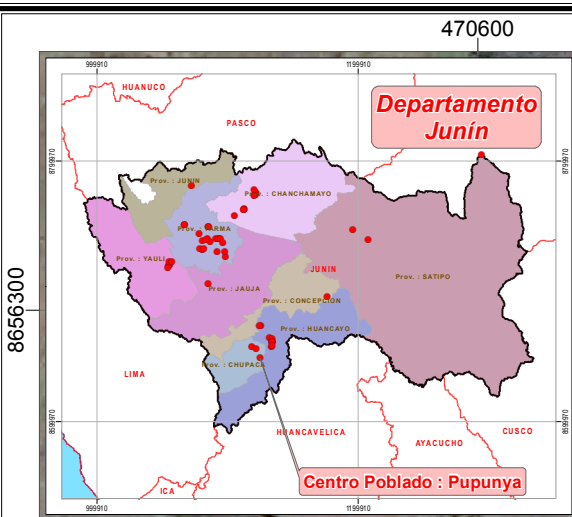 470600
999910
1199910
HUANUCO
PASCO
Departamento
Junín
8799970
8799970
Prov. : JUNIN
Prov. : CHANCHAMAYO
Prov. : TARMA
Prov. : YAULI
JUNIN
Prov. : SATIPO
Prov. : JAUJA
Prov. : CONCEPCION
8656300
Prov. : HUANCAYO
Prov. : CHUPACA
LIMA
8599970
8599970
HUANCAVELICA
CUSCO
AYACUCHO
Centro Poblado : Pupunya
ICA
999910
1199910